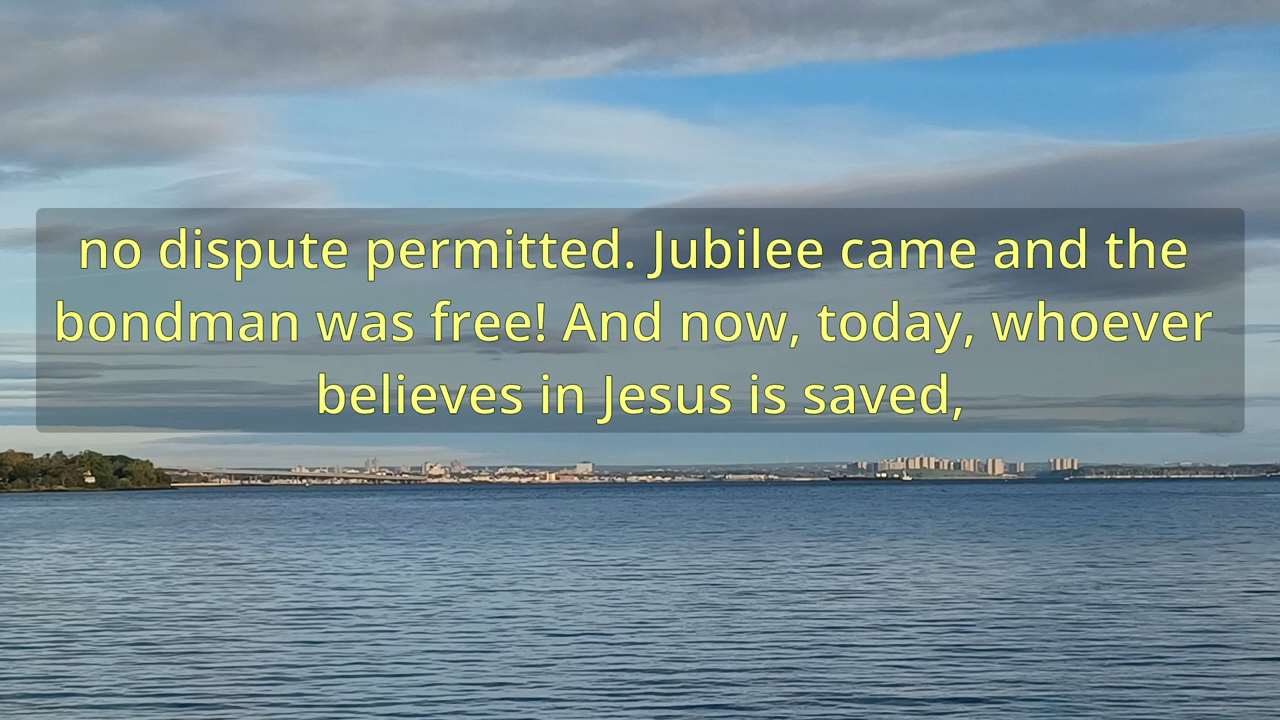 no dispute permitted. Jubilee came and the
bondman was free! And now, today, whoever
believes in Jesus is saved,